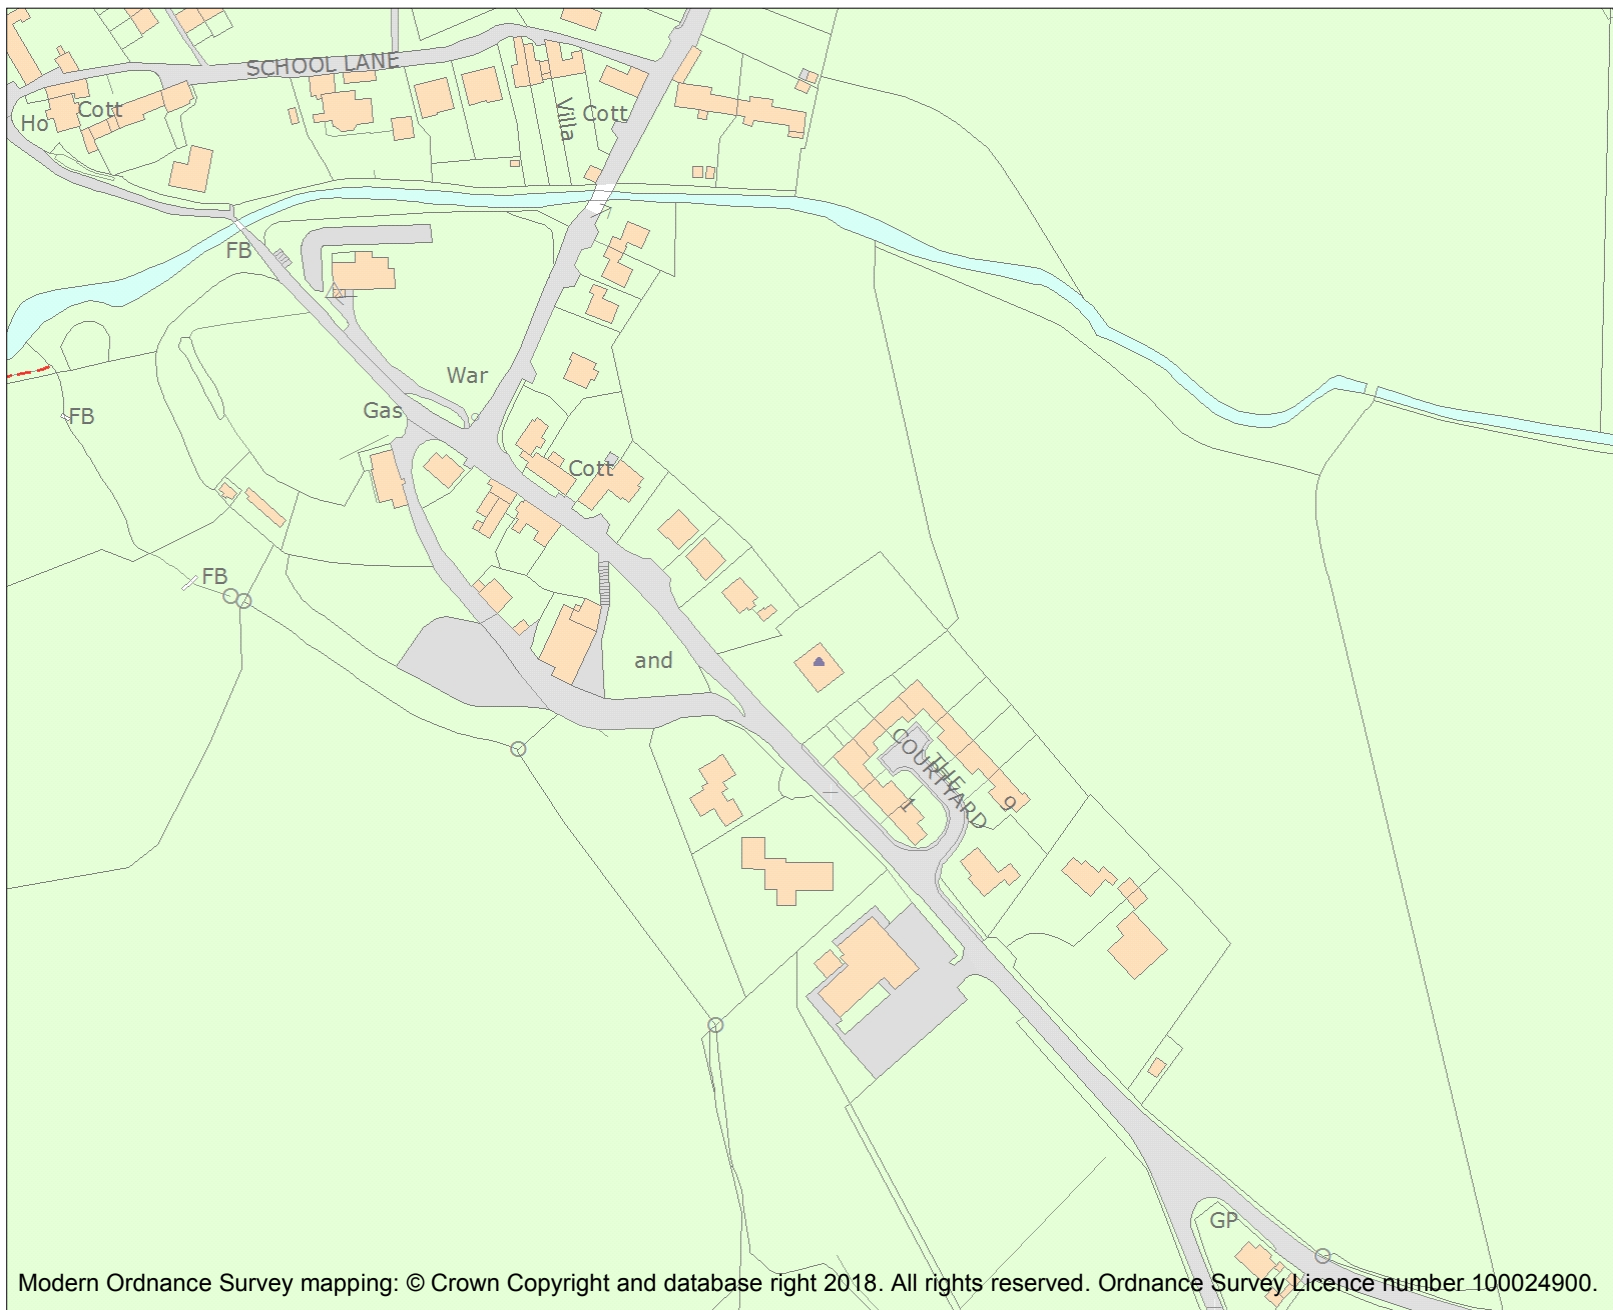 SCHOOL LANE
Cott
Ho
Villa
Cott
FB
War
Gas
FB
Cott
FB
and
THE
COURTYARD
1
9
GP
Modern Ordnance Survey mapping: © Crown Copyright and database right 2018. All rights reserved. Ordnance Survey Licence number 100024900.